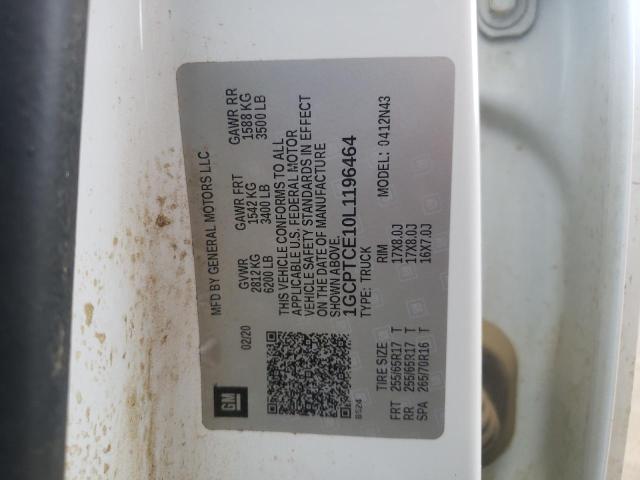 GM
MFD BY GENERAL MOTORS LLC
02/20
GVWR GAWR FRT GAWR RR
2812 KG 1542 KG 1588 KG
6200 LB 3400 LB 3500 LB
THIS VEHICLE CONFORMS TO ALL
APPLICABLE U.S. FEDERAL MOTOR
VEHICLE SAFETY STANDARDS IN EFFECT
ON THE DATE OF MANUFACTURE
SHOWN ABOVE.
1GCPTCE10L1196464
TYPE: TRUCK
MODEL: 0412N43
TIRE SIZE RIM
FRT 255/65R17 T 17X8.0J
RR 255/65R17 T 17X8.0J
SPA 265/70R16 T 16X7.0J